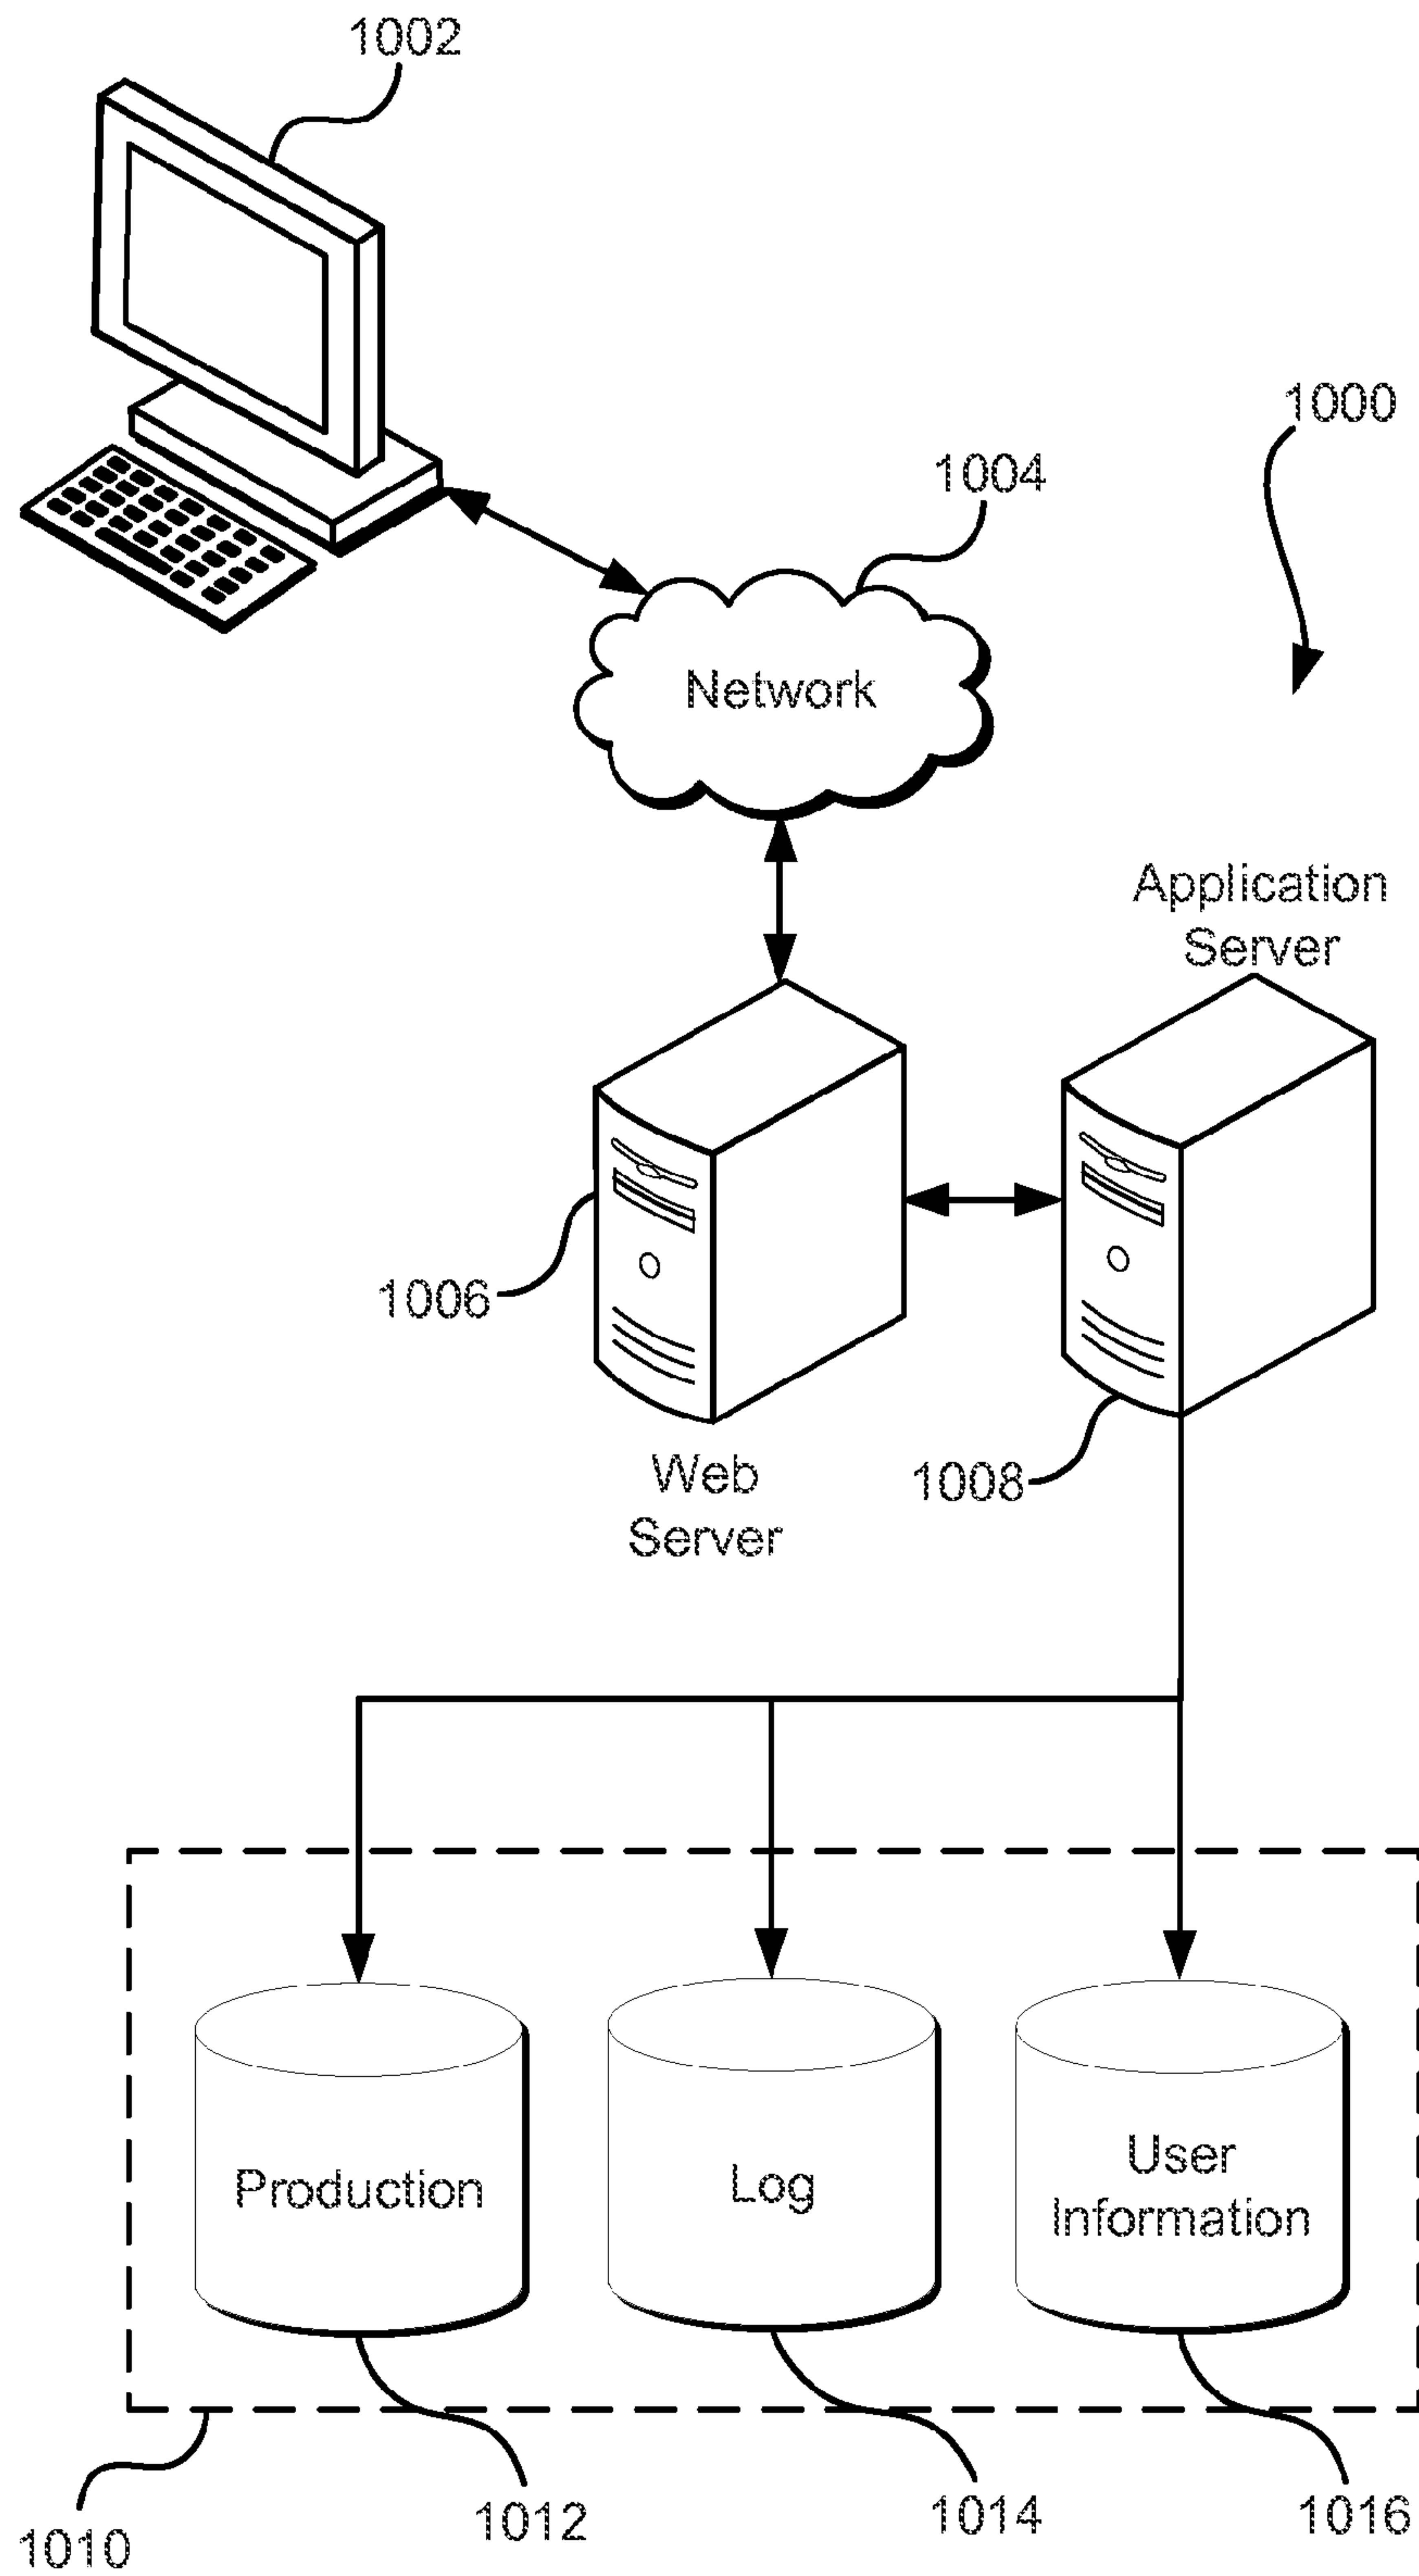 1002
1000
1004
Network
Application
Server
1006
Web
Server
1008
Production
Log
User
Information
1010
1012
1014
1016